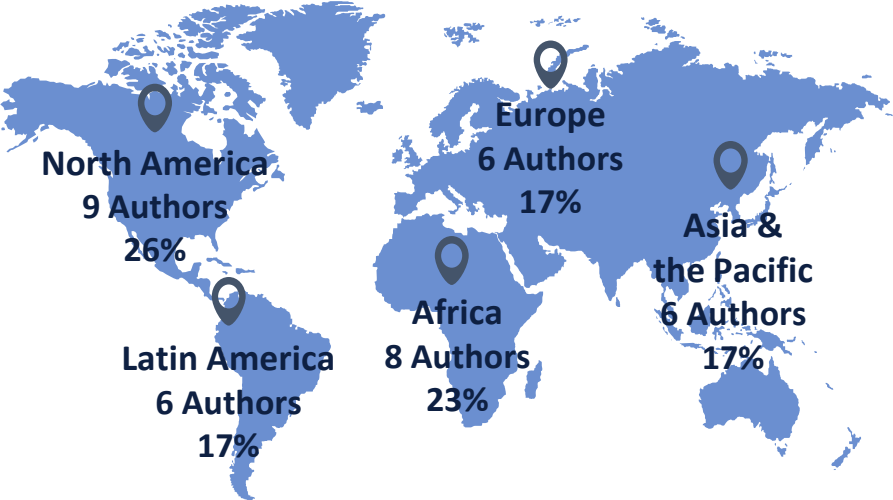 North America
9 Authors
26%
Europe
6 Authors
17%
Asia &
the Pacific
6 Authors
17%
Latin America
6 Authors
17%
Africa
8 Authors
23%